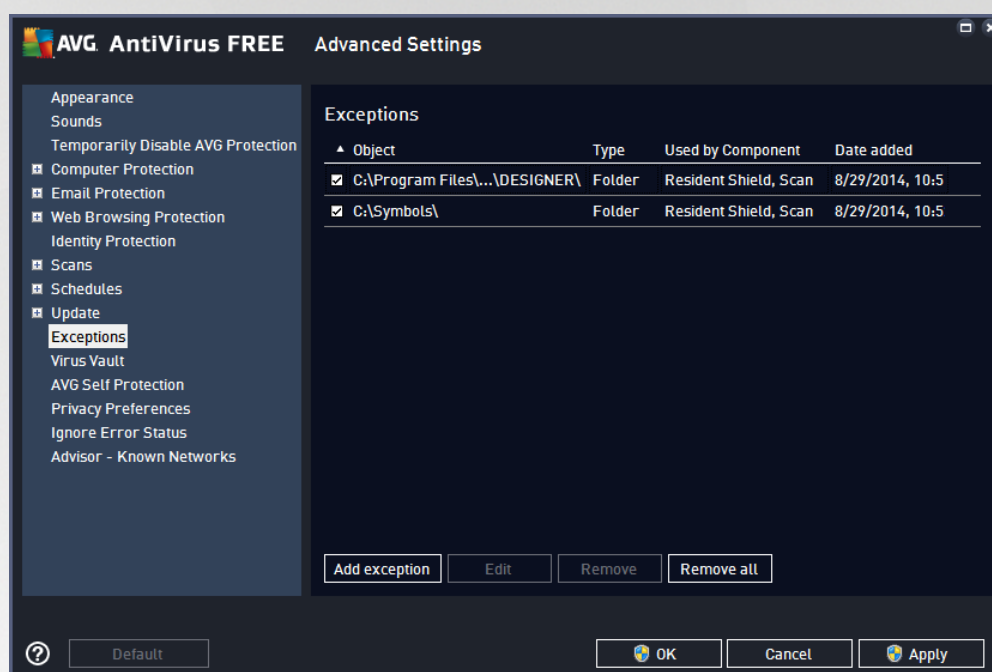 AVG. AntiVirus FREE Advanced Settings
Appearance
Sounds
Temporarily Disable AVG Protection
Computer Protection
Email Protection
Web Browsing Protection
Identity Protection
Scans
Schedules
Update
Exceptions
Virus Vault
AVG Self Protection
Privacy Preferences
Ignore Error Status
Advisor - Known Networks
Exceptions
Object Type Used by Component Date added
C:\Program Files\...\DESIGNER\ Folder Resident Shield, Scan 8/29/2014, 10:5
C:\Symbols\ Folder Resident Shield, Scan 8/29/2014, 10:5
Add exception Edit Remove Remove all
? Default OK Cancel Apply